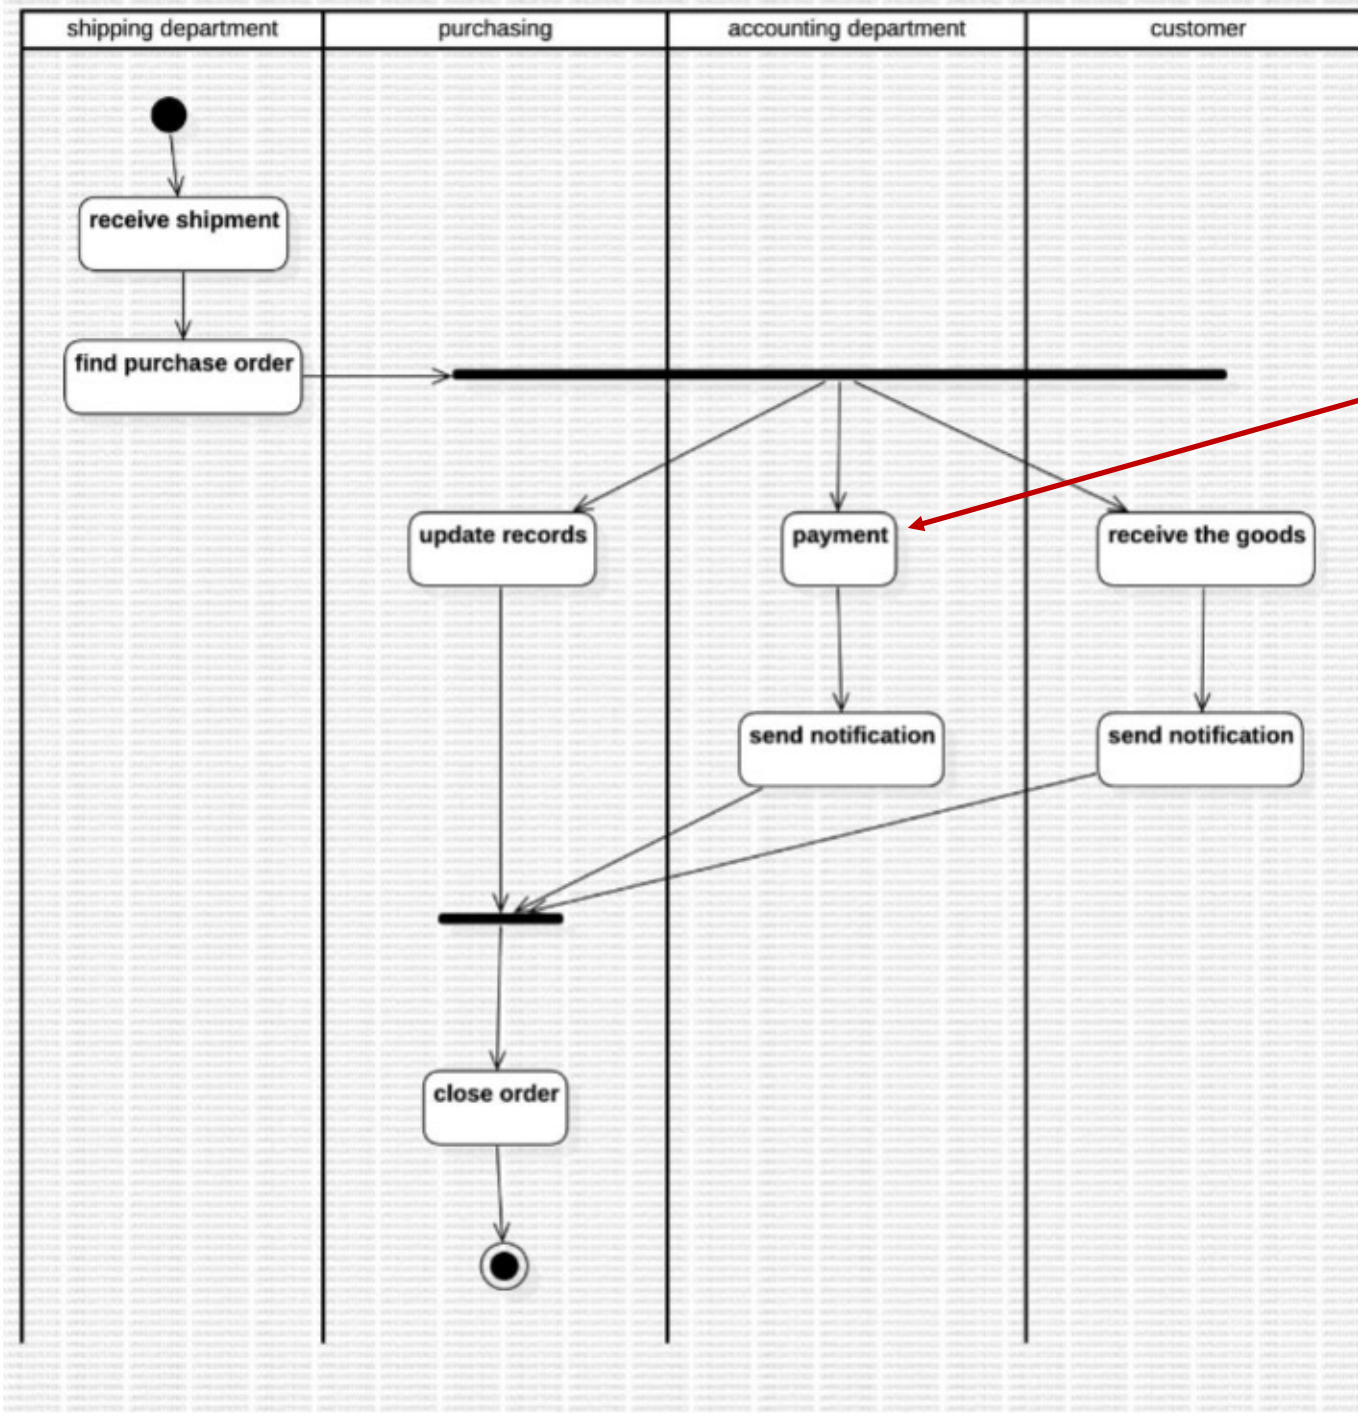 shipping department
purchasing
accounting department
customer
receive shipment
find purchase order
update records
payment
receive the goods
send notification
send notification
close order